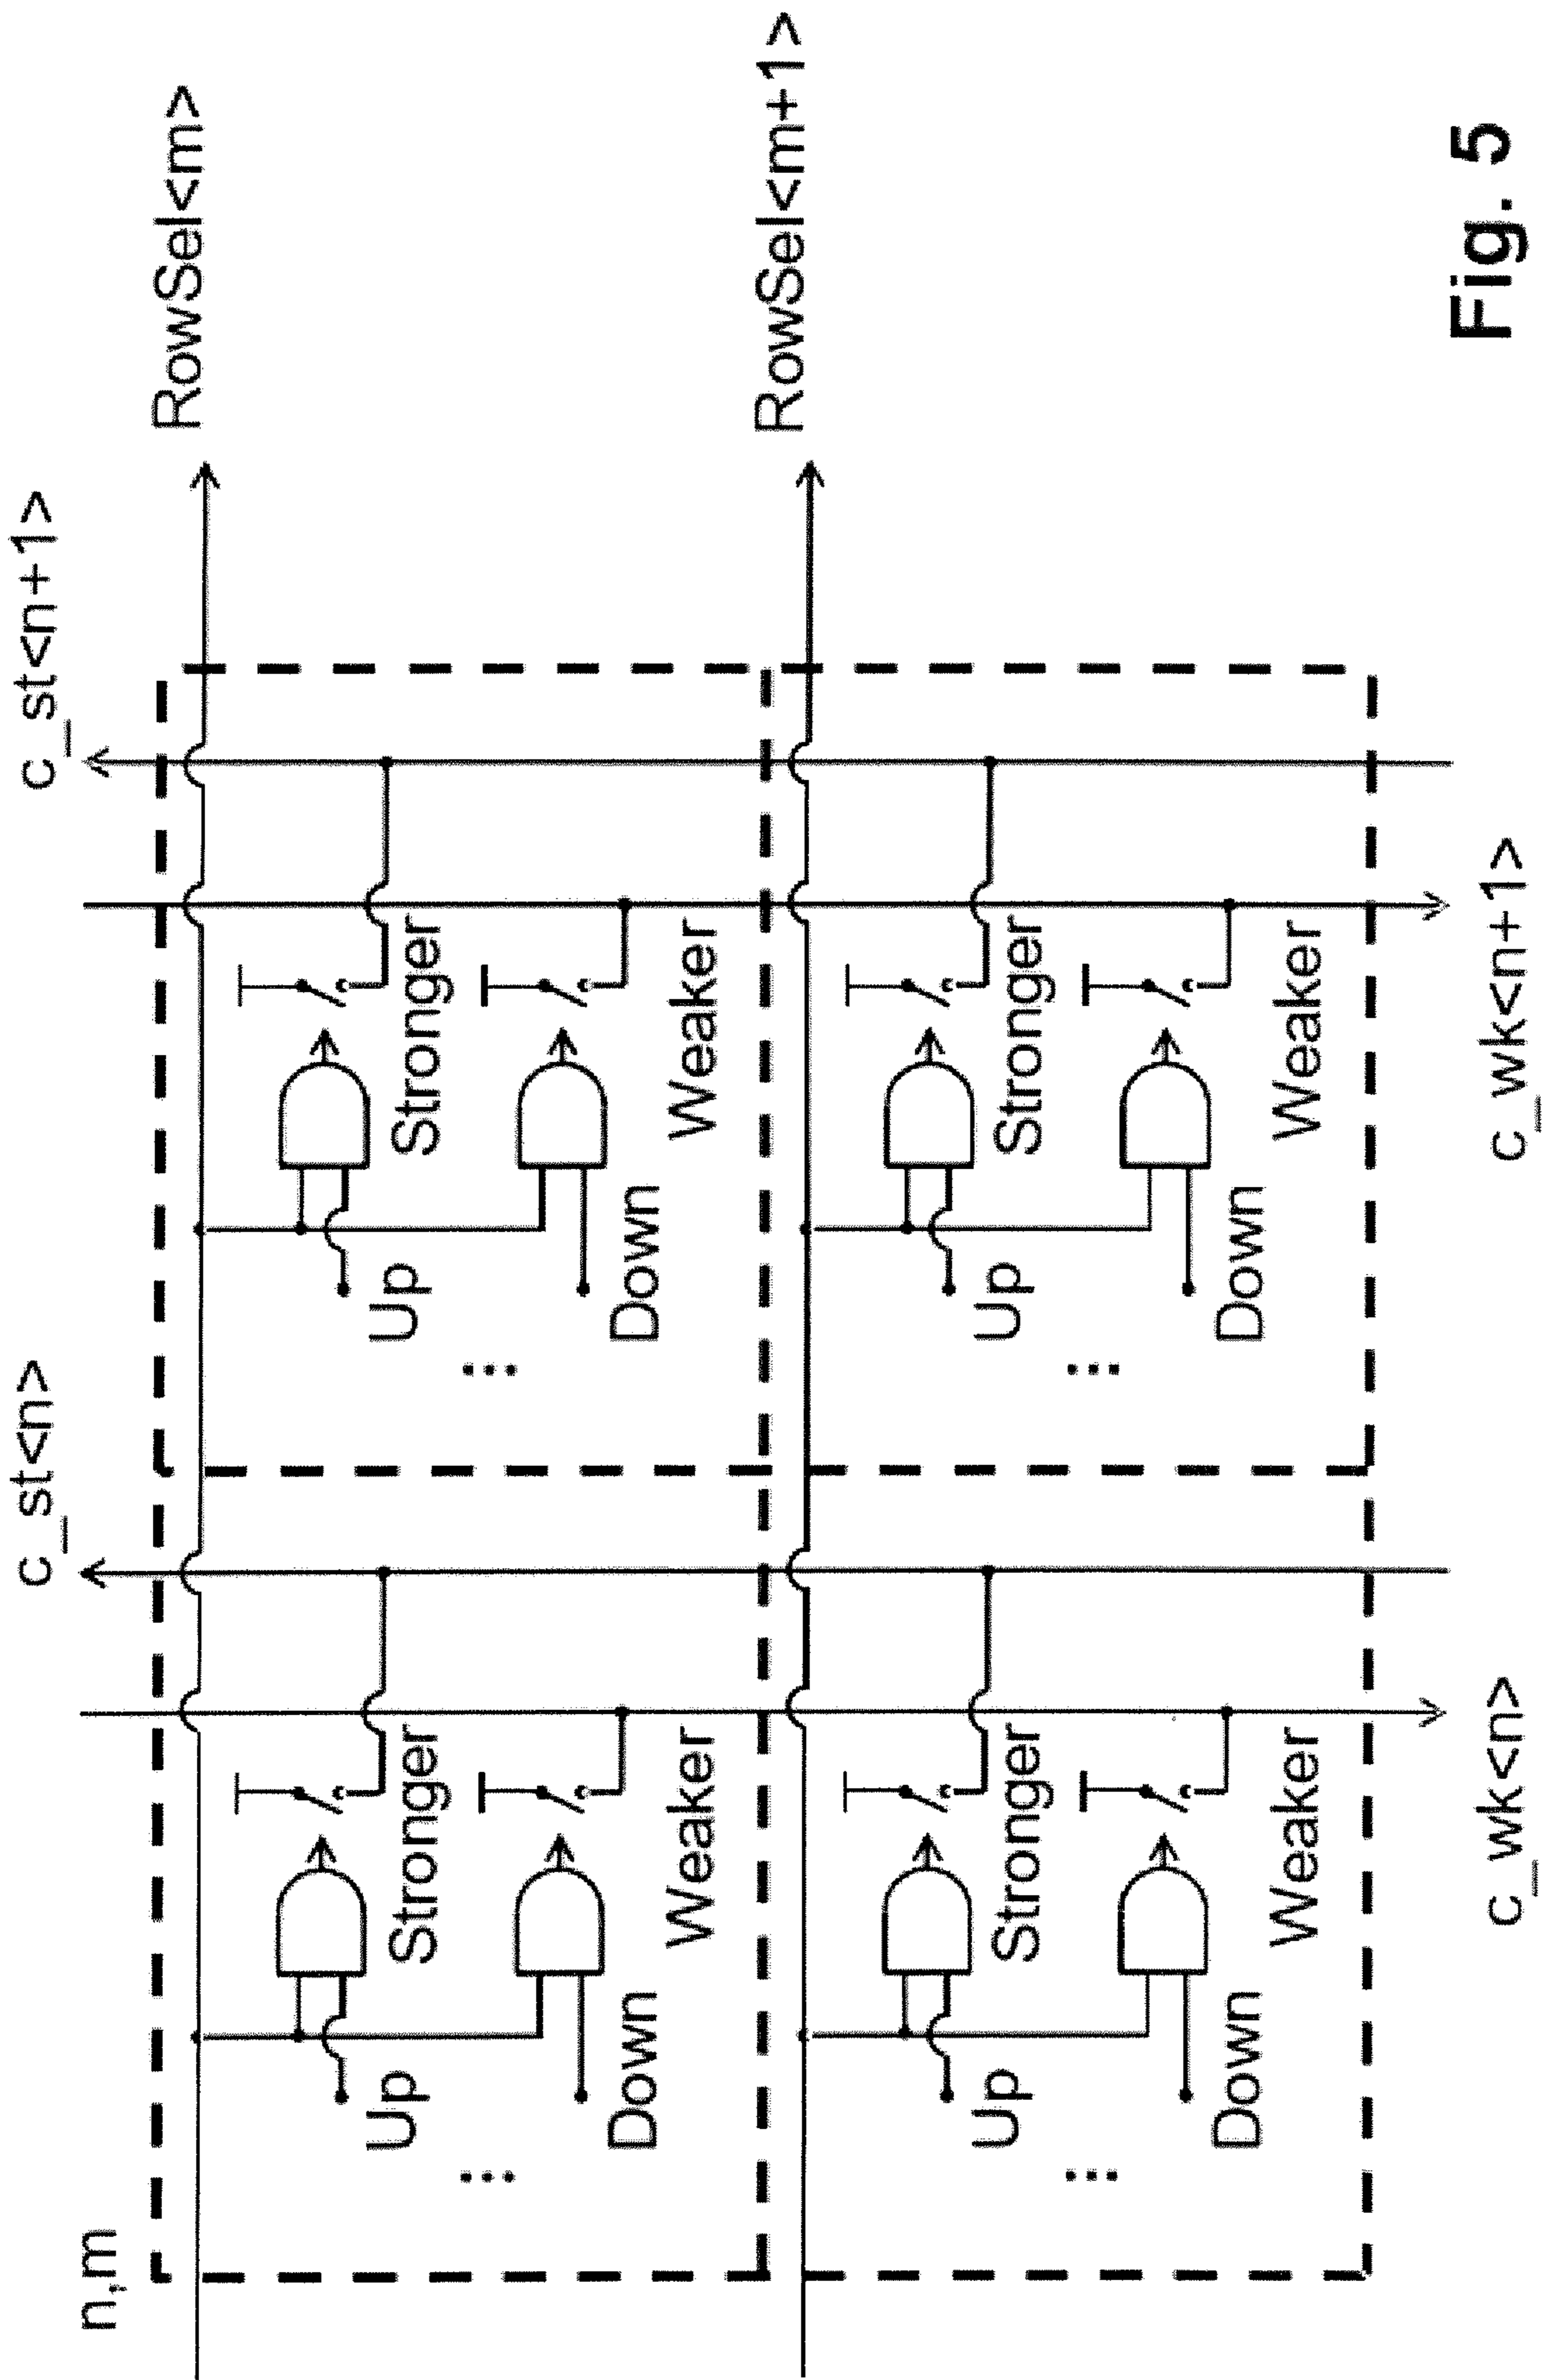 c_st<n>
c_st<n+1>
n,m
RowSel<m>
Up
Stronger
Up
Stronger
...
...
Down
Weaker
Down
Weaker
RowSel<m+1>
Up
Stronger
Up
Stronger
...
...
Down
Weaker
Down
Weaker
c_wk<n>
c_wk<n+1>
Fig. 5